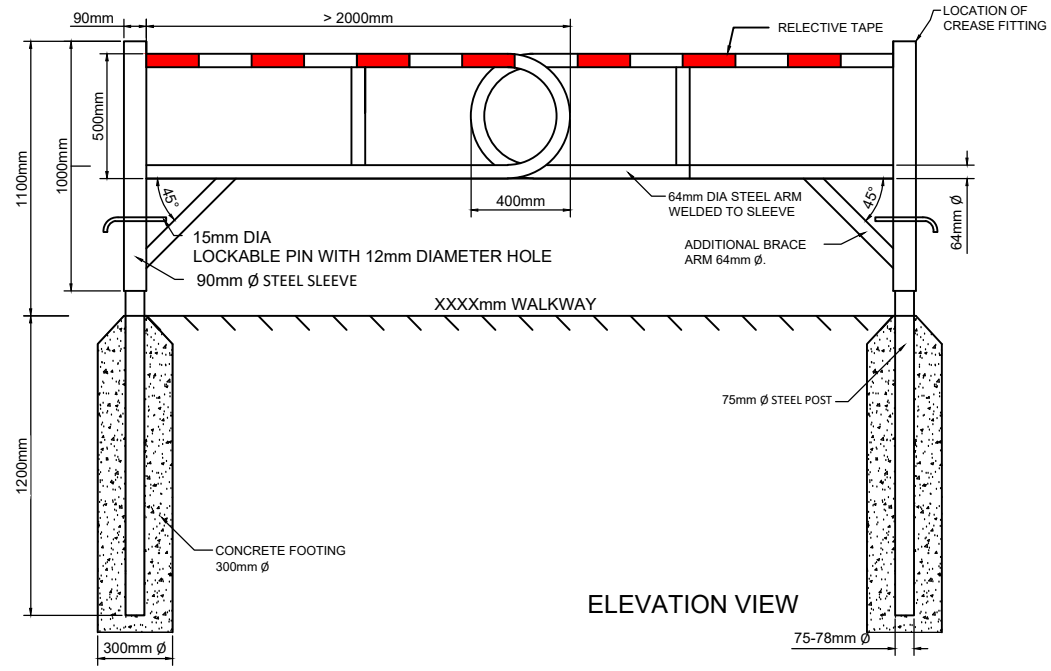 90mm
> 2000mm
RELECTIVE TAPE
LOCATION OF
CREASE FITTING
1100mm
1000mm
500mm
45°
400mm
64mm DIA STEEL ARM
WELDED TO SLEEVE
45°
64mm Ø
15mm DIA
LOCKABLE PIN WITH 12mm DIAMETER HOLE
ADDITIONAL BRACE
ARM 64mm Ø.
90mm Ø STEEL SLEEVE
XXXXmm WALKWAY
75mm Ø STEEL POST
1200mm
CONCRETE FOOTING
300mm Ø
ELEVATION VIEW
300mm Ø
75-78mm Ø